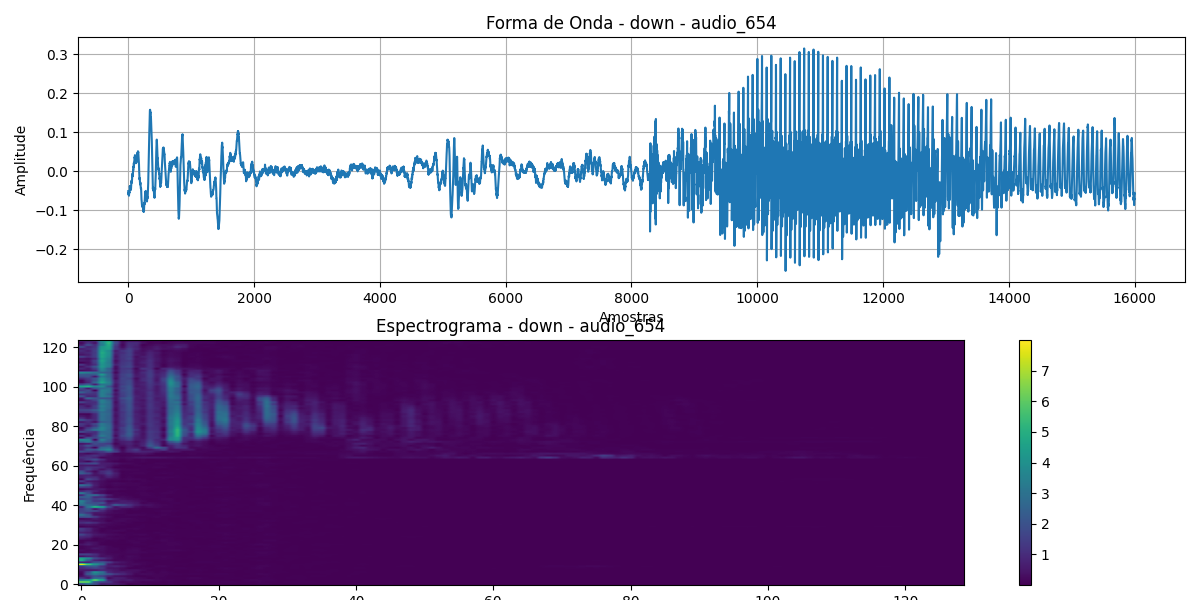 Forma de Onda - down - audio_654
Amplitude
0.3
0.2
0.1
0.0
−0.1
−0.2
0 2000 4000 6000 8000 10000 12000 14000 16000
Amostras
Espectrograma - down - audio_654
Frequência
120
100
80
60
40
20
0
0 20 40 60 80 100 120
7
6
5
4
3
2
1